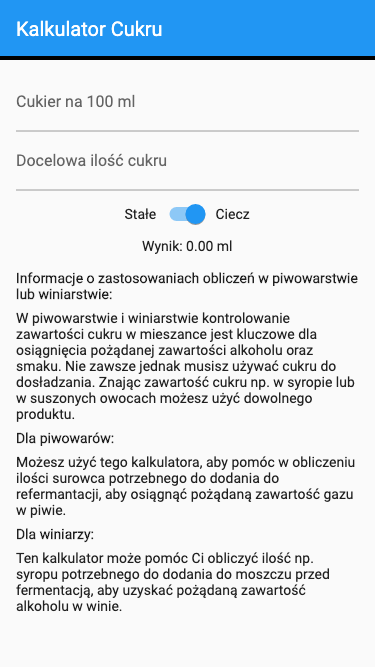 Kalkulator Cukru
Cukier na 100 ml
Docelowa ilość cukru
Stałe Ciecz
Wynik: 0.00 ml
Informacje o zastosowaniach obliczeń w piwowarstwie
lub winiarstwie:
W piwowarstwie i winiarstwie kontrolowanie
zawartości cukru w mieszance jest kluczowe dla
osiągnięcia pożądanej zawartości alkoholu oraz
smaku. Nie zawsze jednak musisz używać cukru do
dosładzania. Znając zawartość cukru np. w syropie lub
w suszonych owocach możesz użyć dowolnego
produktu.
Dla piwowarów:
Możesz użyć tego kalkulatora, aby pomóc w obliczeniu
ilości surowca potrzebnego do dodania do
refermantacji, aby osiągnąć pożądaną zawartość gazu
w piwie.
Dla winiarzy:
Ten kalkulator może pomóc Ci obliczyć ilość np.
syropu potrzebnego do dodania do moszczu przed
fermentacją, aby uzyskać pożądaną zawartość
alkoholu w winie.